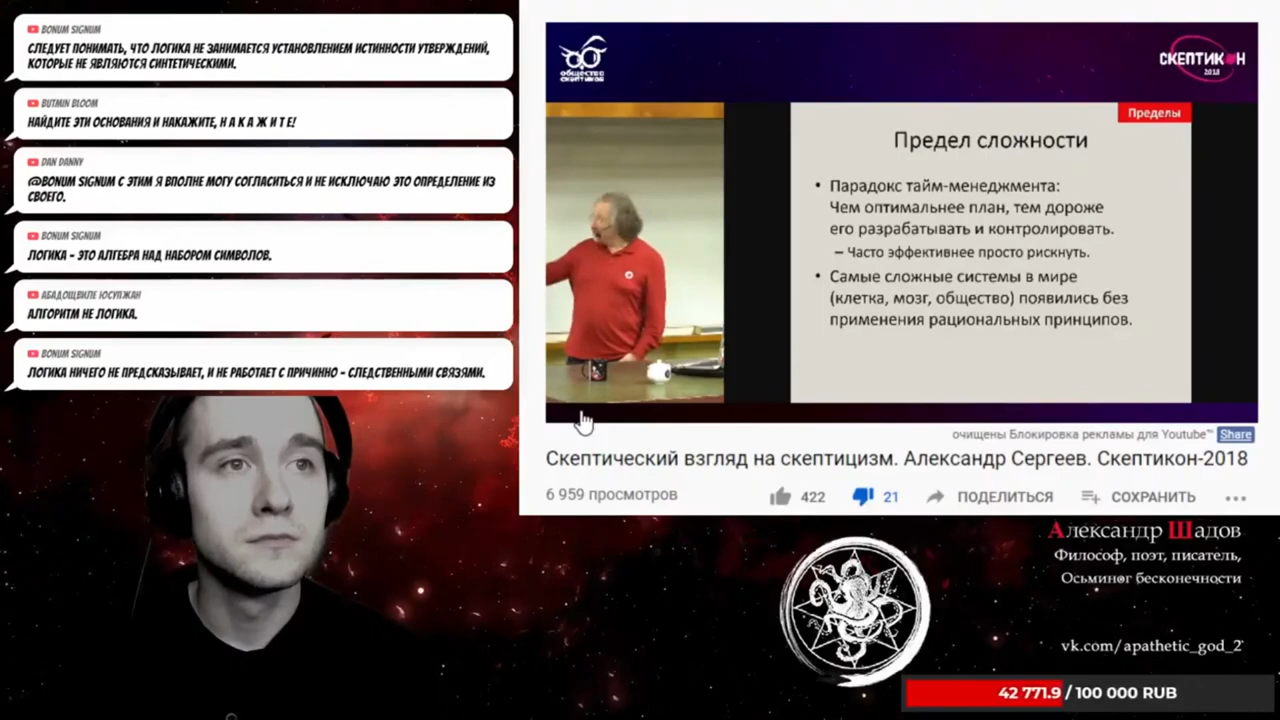 BONUM SIGNUM
СЛЕДУЕТ ПОНИМАТЬ, ЧТО ЛОГИКА НЕ ЗАНИМАЕТСЯ УСТАНОВЛЕНИЕМ ИСТИННОСТИ УТВЕРЖДЕНИЙ,
КОТОРЫЕ НЕ ЯВЛЯЮТСЯ СИНТЕТИЧЕСКИМИ.
BUTMIN BLOOM
НАЙДИТЕ ЭТИ ОСНОВАНИЯ И НАКАЖИТЕ, Н А К А Ж И Т Е!
DAN DANNY
@BONUM SIGNUM С ЭТИМ Я ВПОЛНЕ МОГУ СОГЛАСИТЬСЯ И НЕ ИСКЛЮЧАЮ ЭТО ОПРЕДЕЛЕНИЕ ИЗ
СВОЕГО.
BONUM SIGNUM
ЛОГИКА - ЭТО АЛГЕБРА НАД НАБОРОМ СИМВОЛОВ.
АБАДОЩВИЛЕ ЮСУПЖАН
АЛГОРИТМ НЕ ЛОГИКА.
BONUM SIGNUM
ЛОГИКА НИЧЕГО НЕ ПРЕДСКАЗЫВАЕТ, И НЕ РАБОТАЕТ С ПРИЧИННО - СЛЕДСТВЕННЫМИ СВЯЗЯМИ.
общество
скептиков
СКЕПТИКОН
2018
Пределы
Предел сложности
• Парадокс тайм-менеджмента:
Чем оптимальнее план, тем дороже
его разрабатывать и контролировать.
– Часто эффективнее просто рискнуть.
• Самые сложные системы в мире
(клетка, мозг, общество) появились без
применения рациональных принципов.
очищены Блокировка рекламы для Youtube™ Share
Скептический взгляд на скептицизм. Александр Сергеев. Скептикон-2018
6 959 просмотров
422
21
ПОДЕЛИТЬСЯ
СОХРАНИТЬ
Александр Шадов
Философ, поэт, писатель,
Осьминог бесконечности
vk.com/apathetic_god_2
42 771.9 / 100 000 RUB